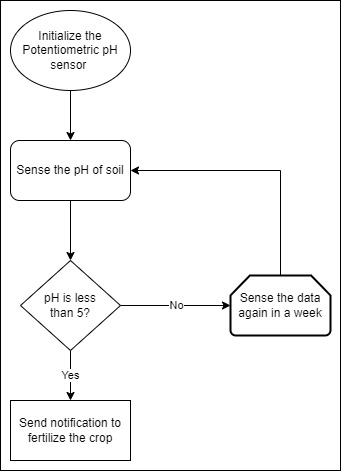 Initialize the
Potentiometric pH
sensor
Sense the pH of soil
pH is less
than 5?
No
Sense the data
again in a week
Yes
Send notification to
fertilize the crop